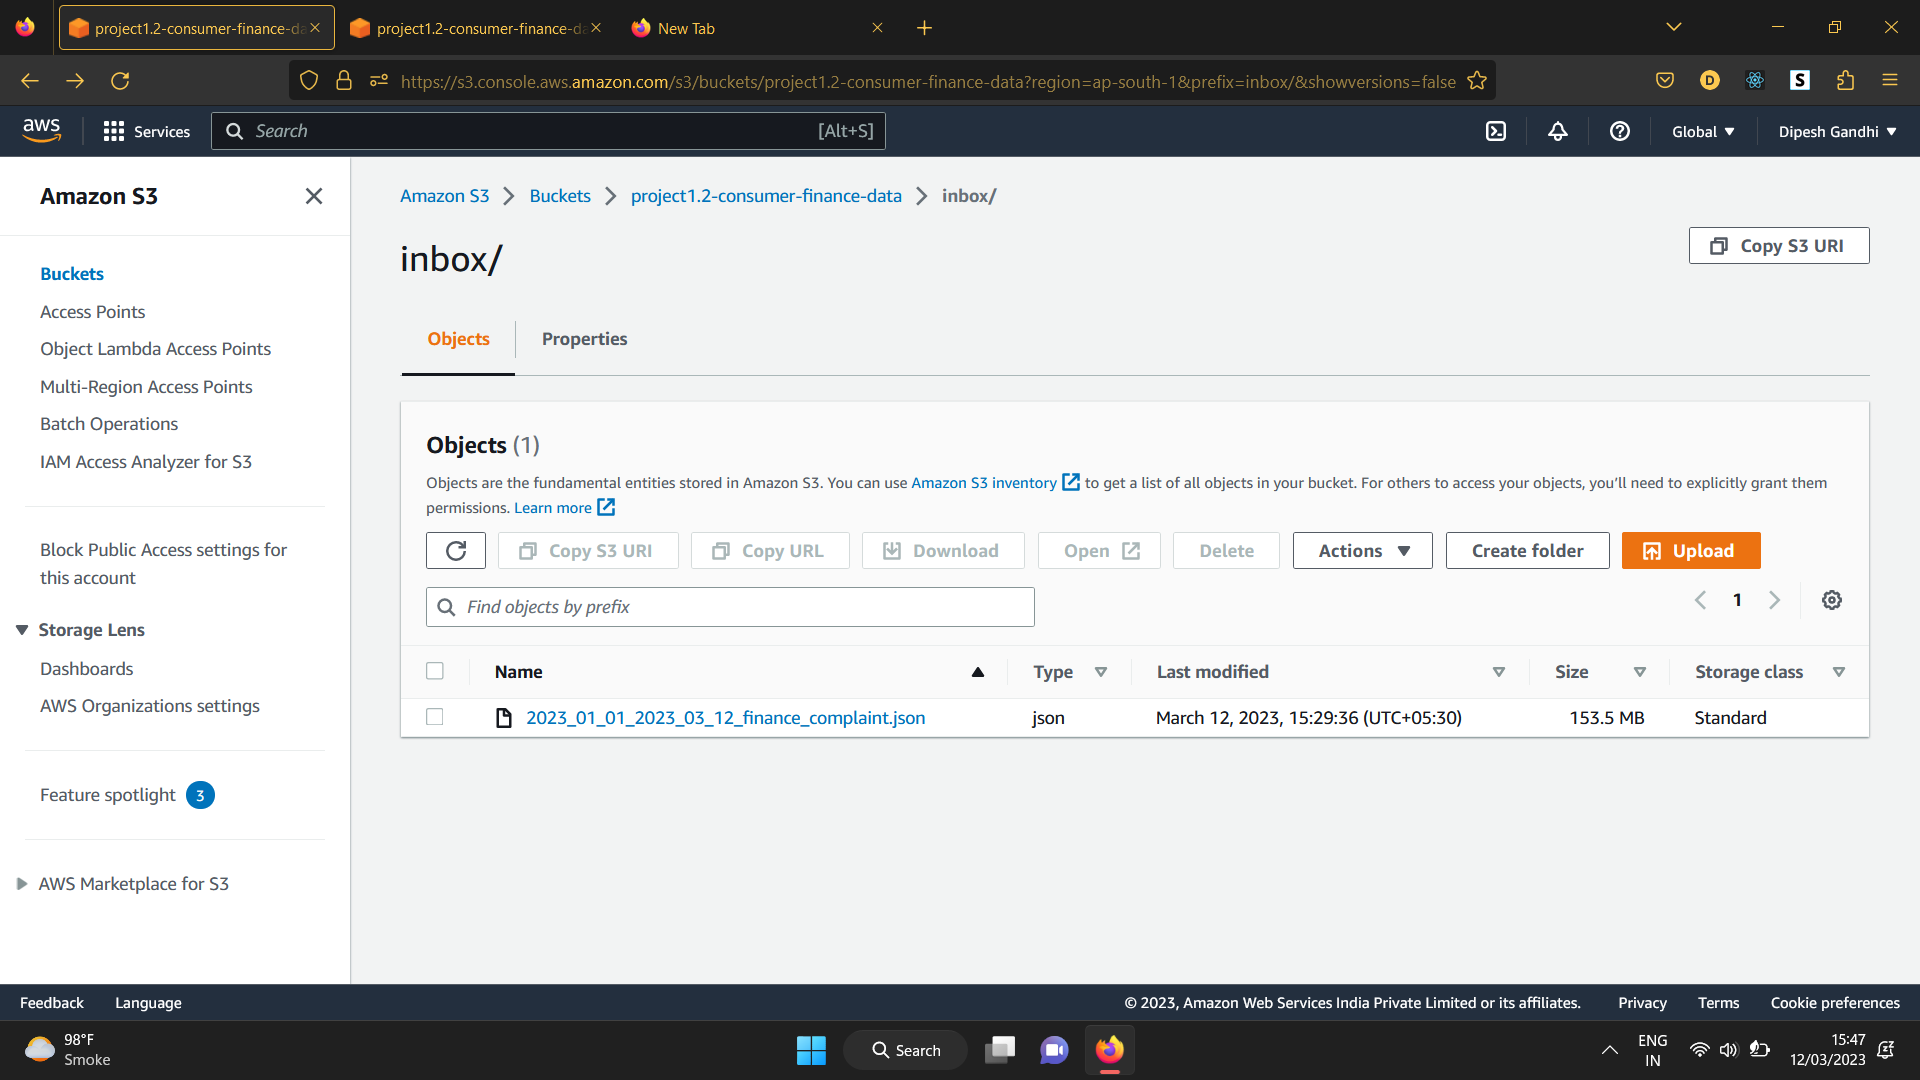 project1.2-consumer-finance-da
project1.2-consumer-finance-da
New Tab
https://s3.console.aws.amazon.com/s3/buckets/project1.2-consumer-finance-data?region=ap-south-1&prefix=inbox/&showversions=false
D
S
aws
Services
Search
[Alt+S]
Global
Dipesh Gandhi
Amazon S3
Buckets
Access Points
Object Lambda Access Points
Multi-Region Access Points
Batch Operations
IAM Access Analyzer for S3
Block Public Access settings for
this account
Storage Lens
Dashboards
AWS Organizations settings
Feature spotlight 3
AWS Marketplace for S3
Amazon S3 > Buckets > project1.2-consumer-finance-data > inbox/
inbox/
Copy S3 URI
Objects
Properties
Objects (1)
Objects are the fundamental entities stored in Amazon S3. You can use Amazon S3 inventory to get a list of all objects in your bucket. For others to access your objects, you'll need to explicitly grant them
permissions. Learn more
Copy S3 URI
Copy URL
Download
Open
Delete
Actions
Create folder
Upload
Find objects by prefix
1
Name Type Last modified Size Storage class
2023_01_01_2023_03_12_finance_complaint.json json March 12, 2023, 15:29:36 (UTC+05:30) 153.5 MB Standard
Feedback
Language
© 2023, Amazon Web Services India Private Limited or its affiliates.
Privacy
Terms
Cookie preferences
98°F
Smoke
Search
ENG
IN
15:47
12/03/2023